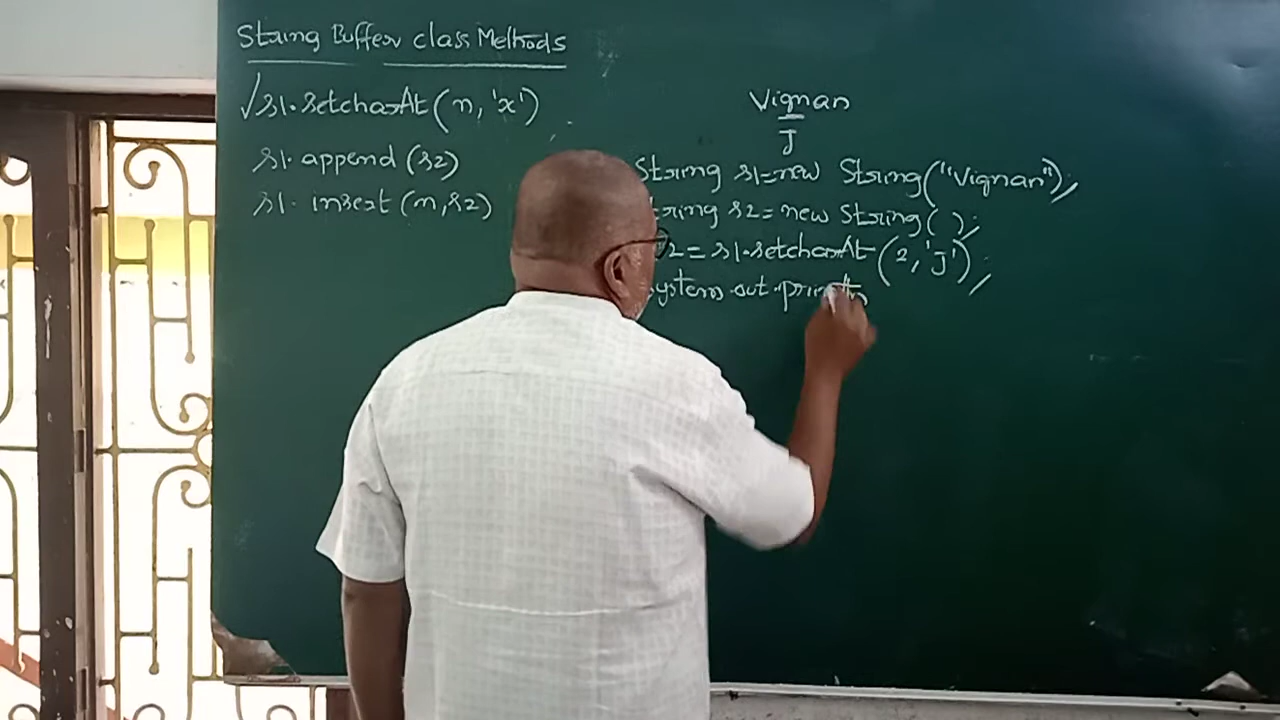 String Buffer class Methods
√s1.setcharAt(n,'x')
s1.append(s2)
s1.insert(n,s2)
Vignan
J
String s1=new String("Vignan");
String s2=new String( );
s2=s1.setcharAt(2,'J');
System.out.println